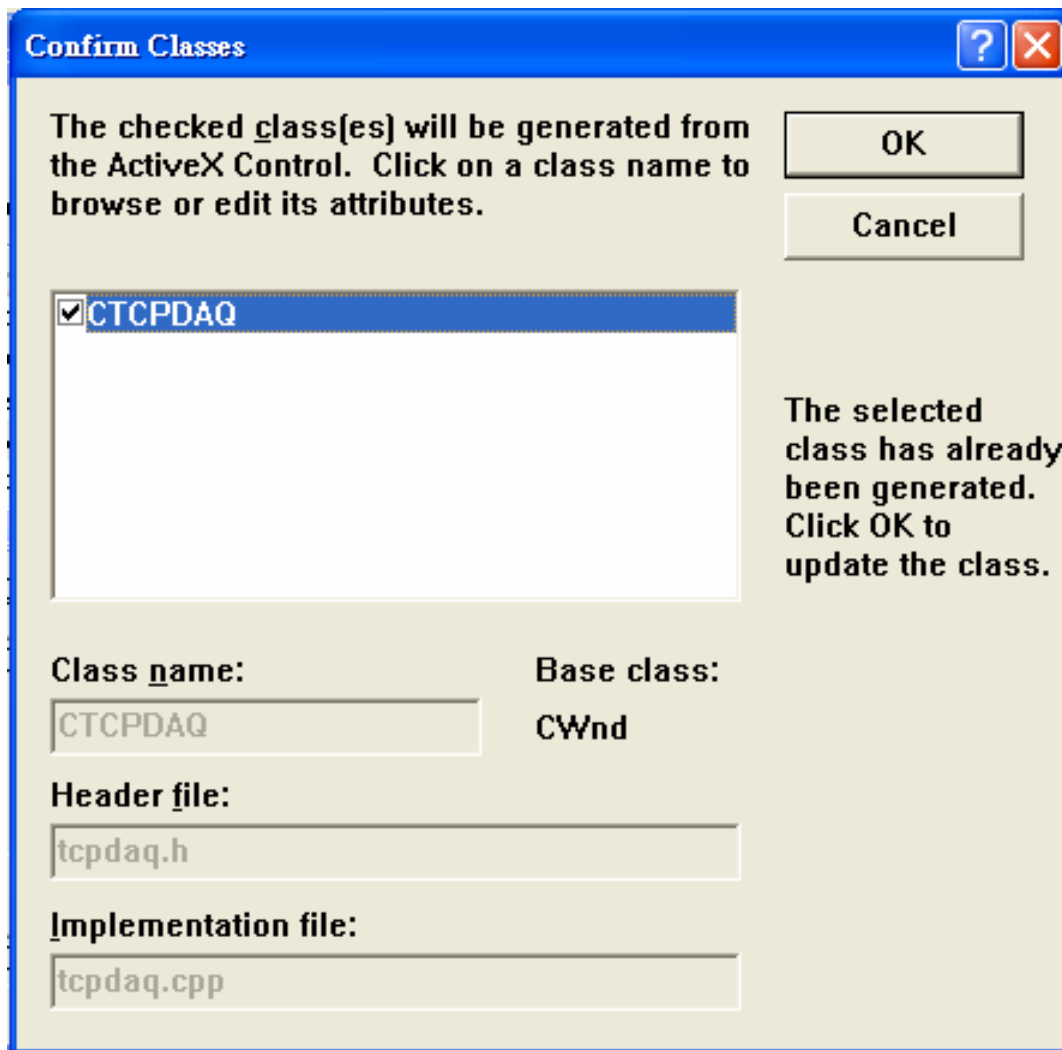 Confirm Classes
The checked class(es) will be generated from
the ActiveX Control.  Click on a class name to
browse or edit its attributes.
OK
Cancel
CTCPDAQ
The selected
class has already
been generated.
Click OK to
update the class.
Class name:
Base class:
CTCPDAQ
CWnd
Header file:
tcpdaq.h
Implementation file:
tcpdaq.cpp